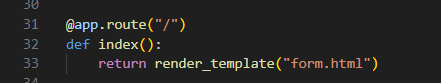 30
31 @app.route("/")
32 def index():
33     return render_template("form.html")